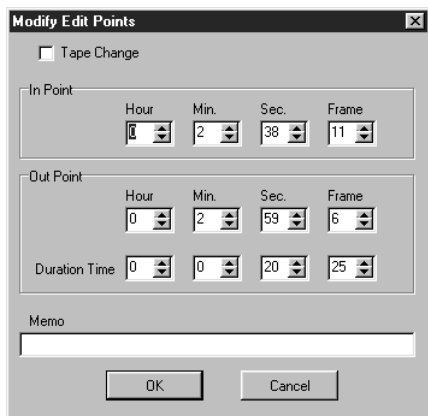 Modify Edit Points
Tape Change
In Point
Hour Min. Sec. Frame
0 2 38 11
Out Point
Hour Min. Sec. Frame
0 2 59 6
Duration Time 0 0 20 25
Memo
OK Cancel